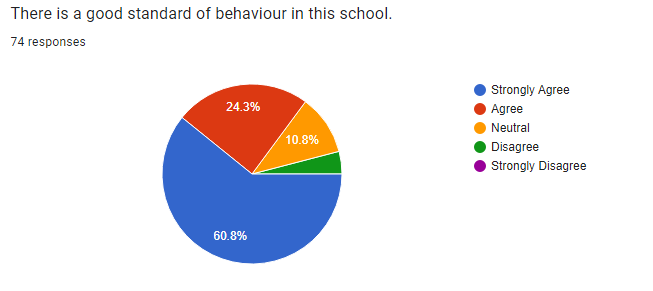 There is a good standard of behaviour in this school.
74 responses
24.3%
10.8%
60.8%
Strongly Agree
Agree
Neutral
Disagree
Strongly Disagree